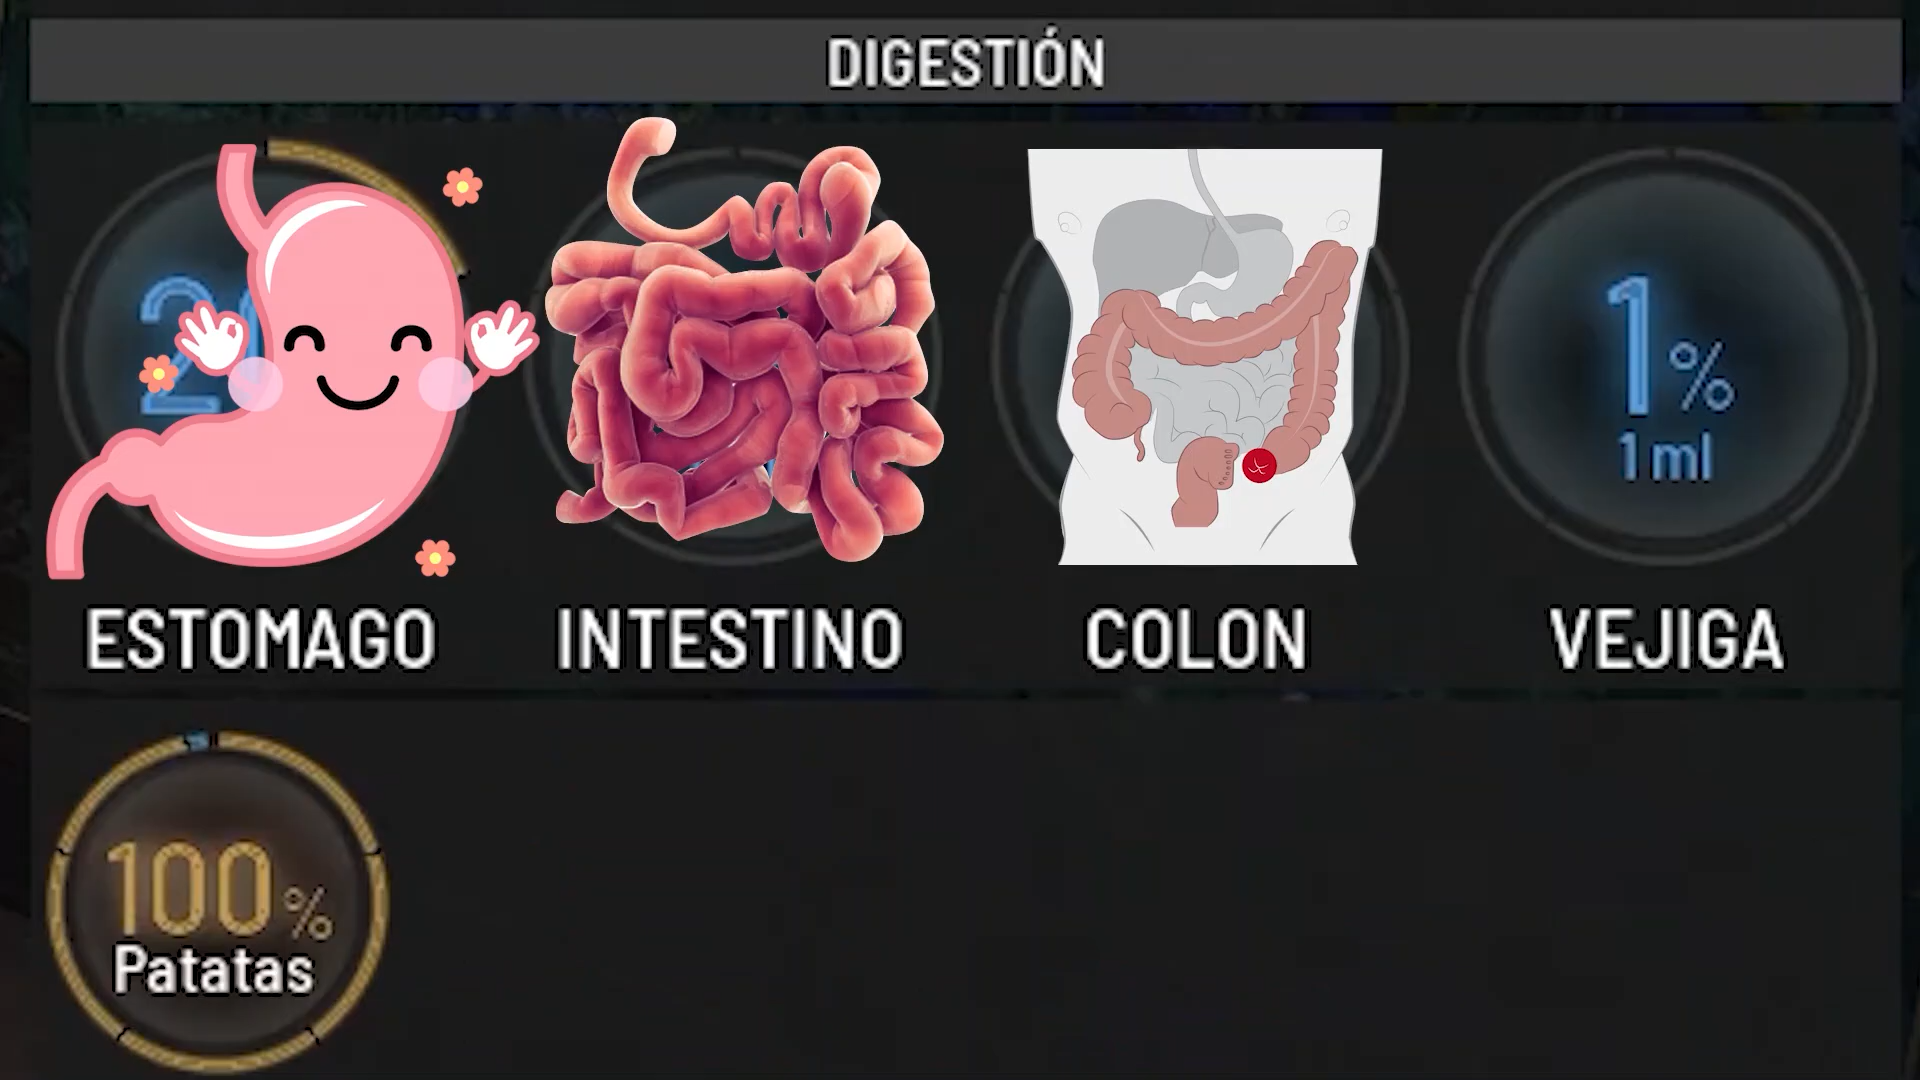 DIGESTIÓN
1%
1 ml
ESTOMAGO
INTESTINO
COLON
VEJIGA
100%
Patatas